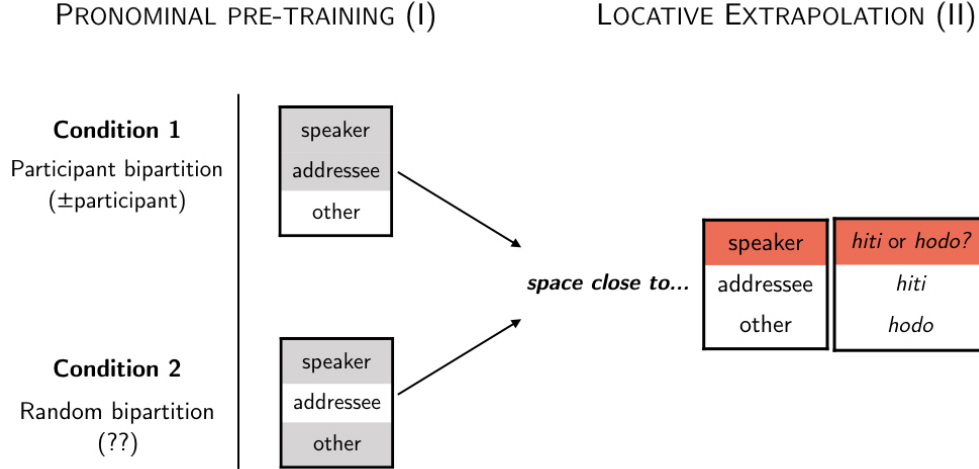 PRONOMINAL PRE-TRAINING (I)
LOCATIVE EXTRAPOLATION (II)
Condition 1
Participant bipartition
(±participant)
speaker
addressee
other
space close to...
speaker
addressee
other
hiti or hodo?
hiti
hodo
Condition 2
Random bipartition
(??)
speaker
addressee
other